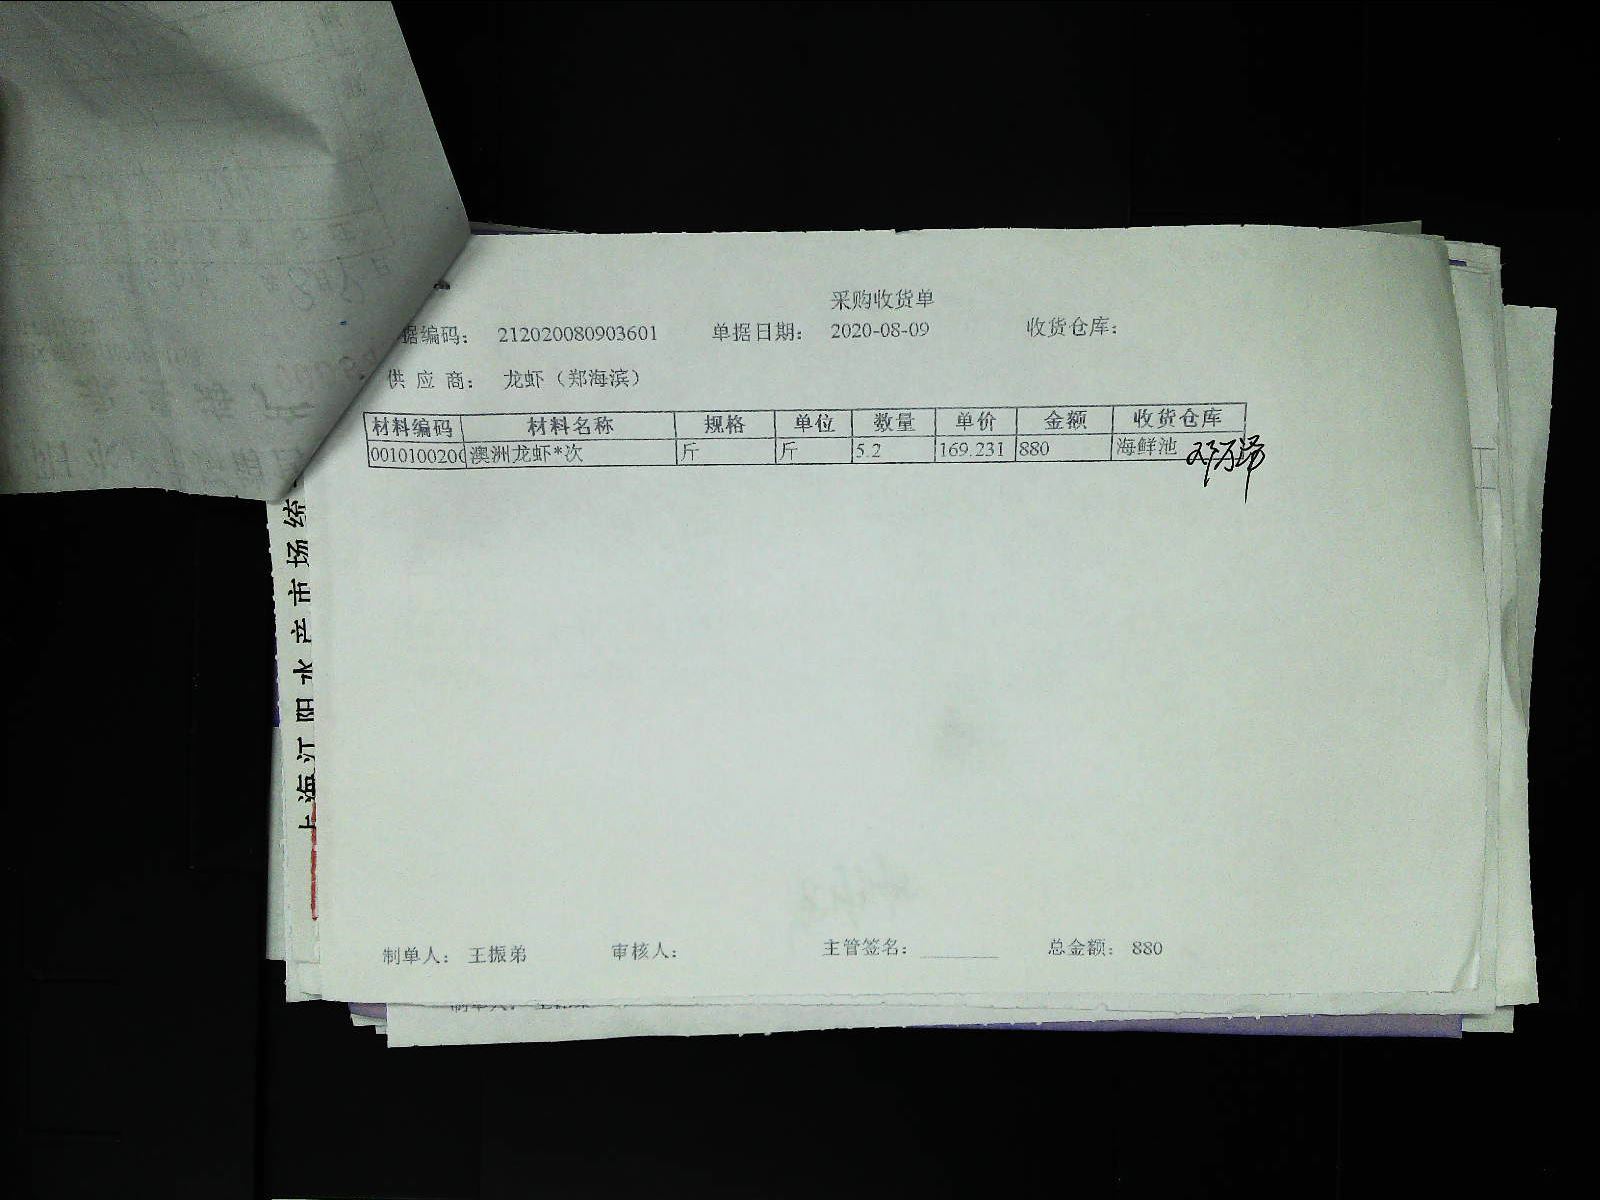 采购收货单
据编码： 212020080903601 单据日期： 2020-08-09 收货仓库：
供 应 商： 龙虾（郑海滨）
材料编码 材料名称 规格 单位 数量 单价 金额 收货仓库
0010100200 澳洲龙虾*次 斤 斤 5.2 169.231 880 海鲜池
制单人： 王振弟 审核人： 主管签名： 总金额： 880
上海江阳水产市场